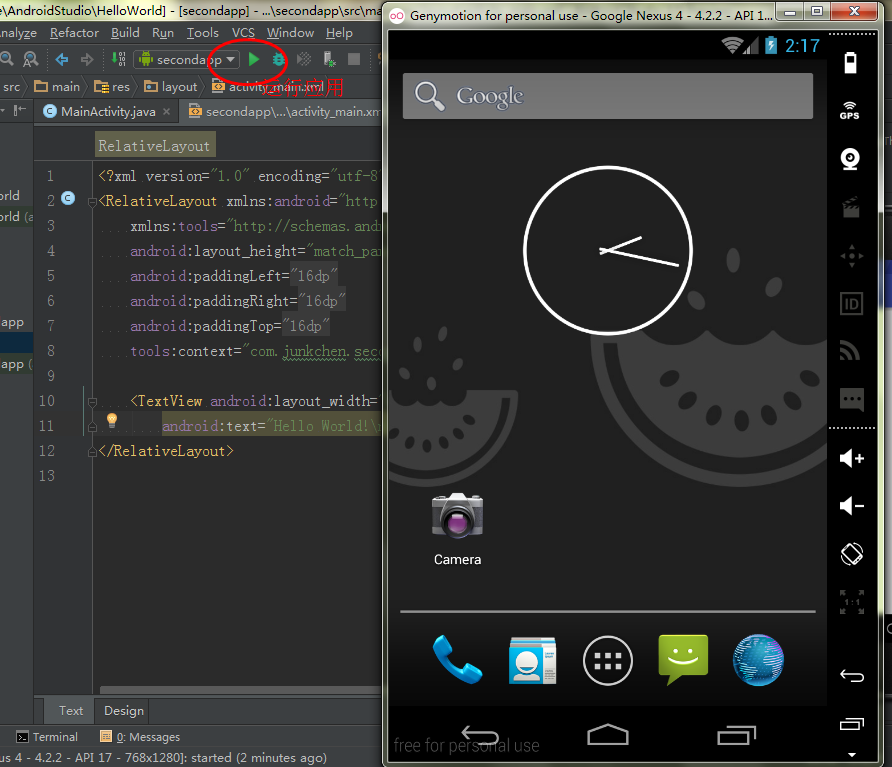 e\AndroidStudio\HelloWorld] - [secondapp] - ...\secondapp\src\ma
Analyze Refactor Build Run Tools VCS Window Help
secondapp
运行应用
src main res layout activity_main.xml
MainActivity.java × secondapp\...\activity_main.xm
RelativeLayout
1 <?xml version="1.0" encoding="utf-8
2 <RelativeLayout xmlns:android="http
3 xmlns:tools="http://schemas.and
4 android:layout_height="match_pa
5 android:paddingLeft="16dp"
6 android:paddingRight="16dp"
7 android:paddingTop="16dp"
8 tools:context="com.junkchen.seco
9
10 <TextView android:layout_width="
11 android:text="Hello World!\
12 </RelativeLayout>
13
orld
orld (a
app
app (
Text Design
Terminal 0: Messages
us 4 - 4.2.2 - API 17 - 768x1280]: started (2 minutes ago)
Genymotion for personal use - Google Nexus 4 - 4.2.2 - API 1...
2:17
Google
Camera
free for personal use
GPS
ID
1:1